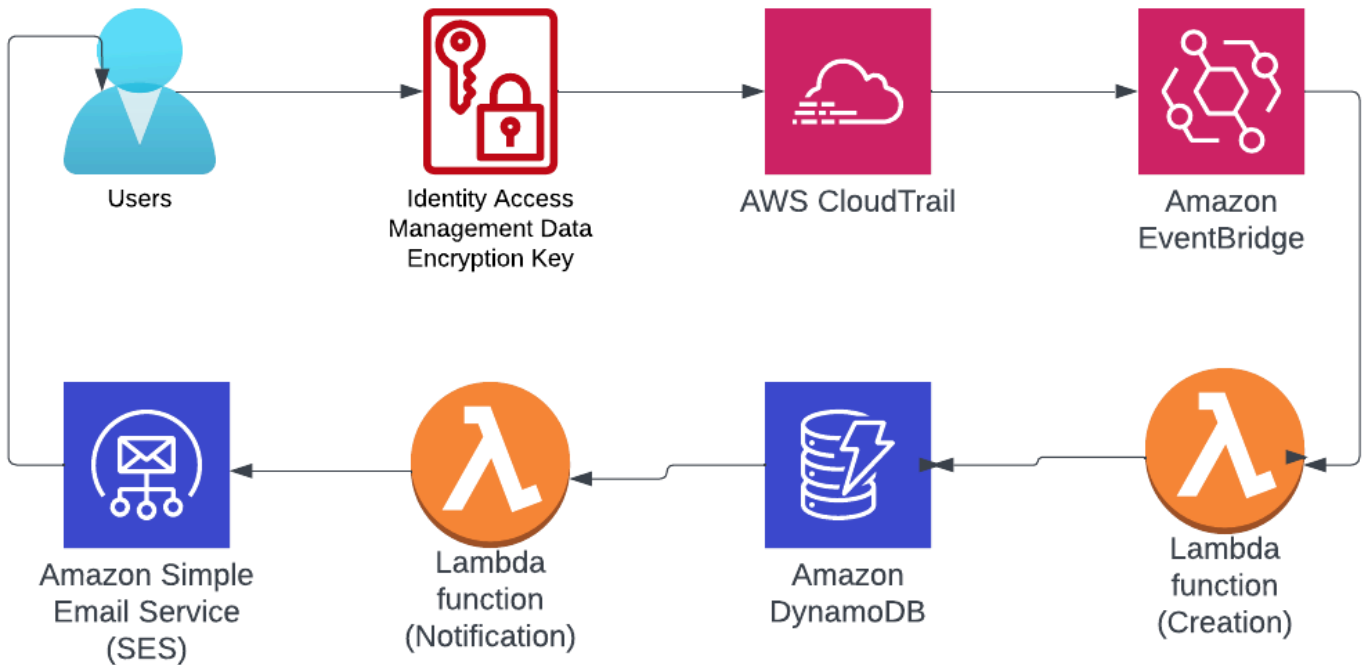 Users
Identity Access
Management Data
Encryption Key
AWS CloudTrail
Amazon
EventBridge
Amazon Simple
Email Service
(SES)
Lambda
function
(Notification)
Amazon
DynamoDB
Lambda
function
(Creation)